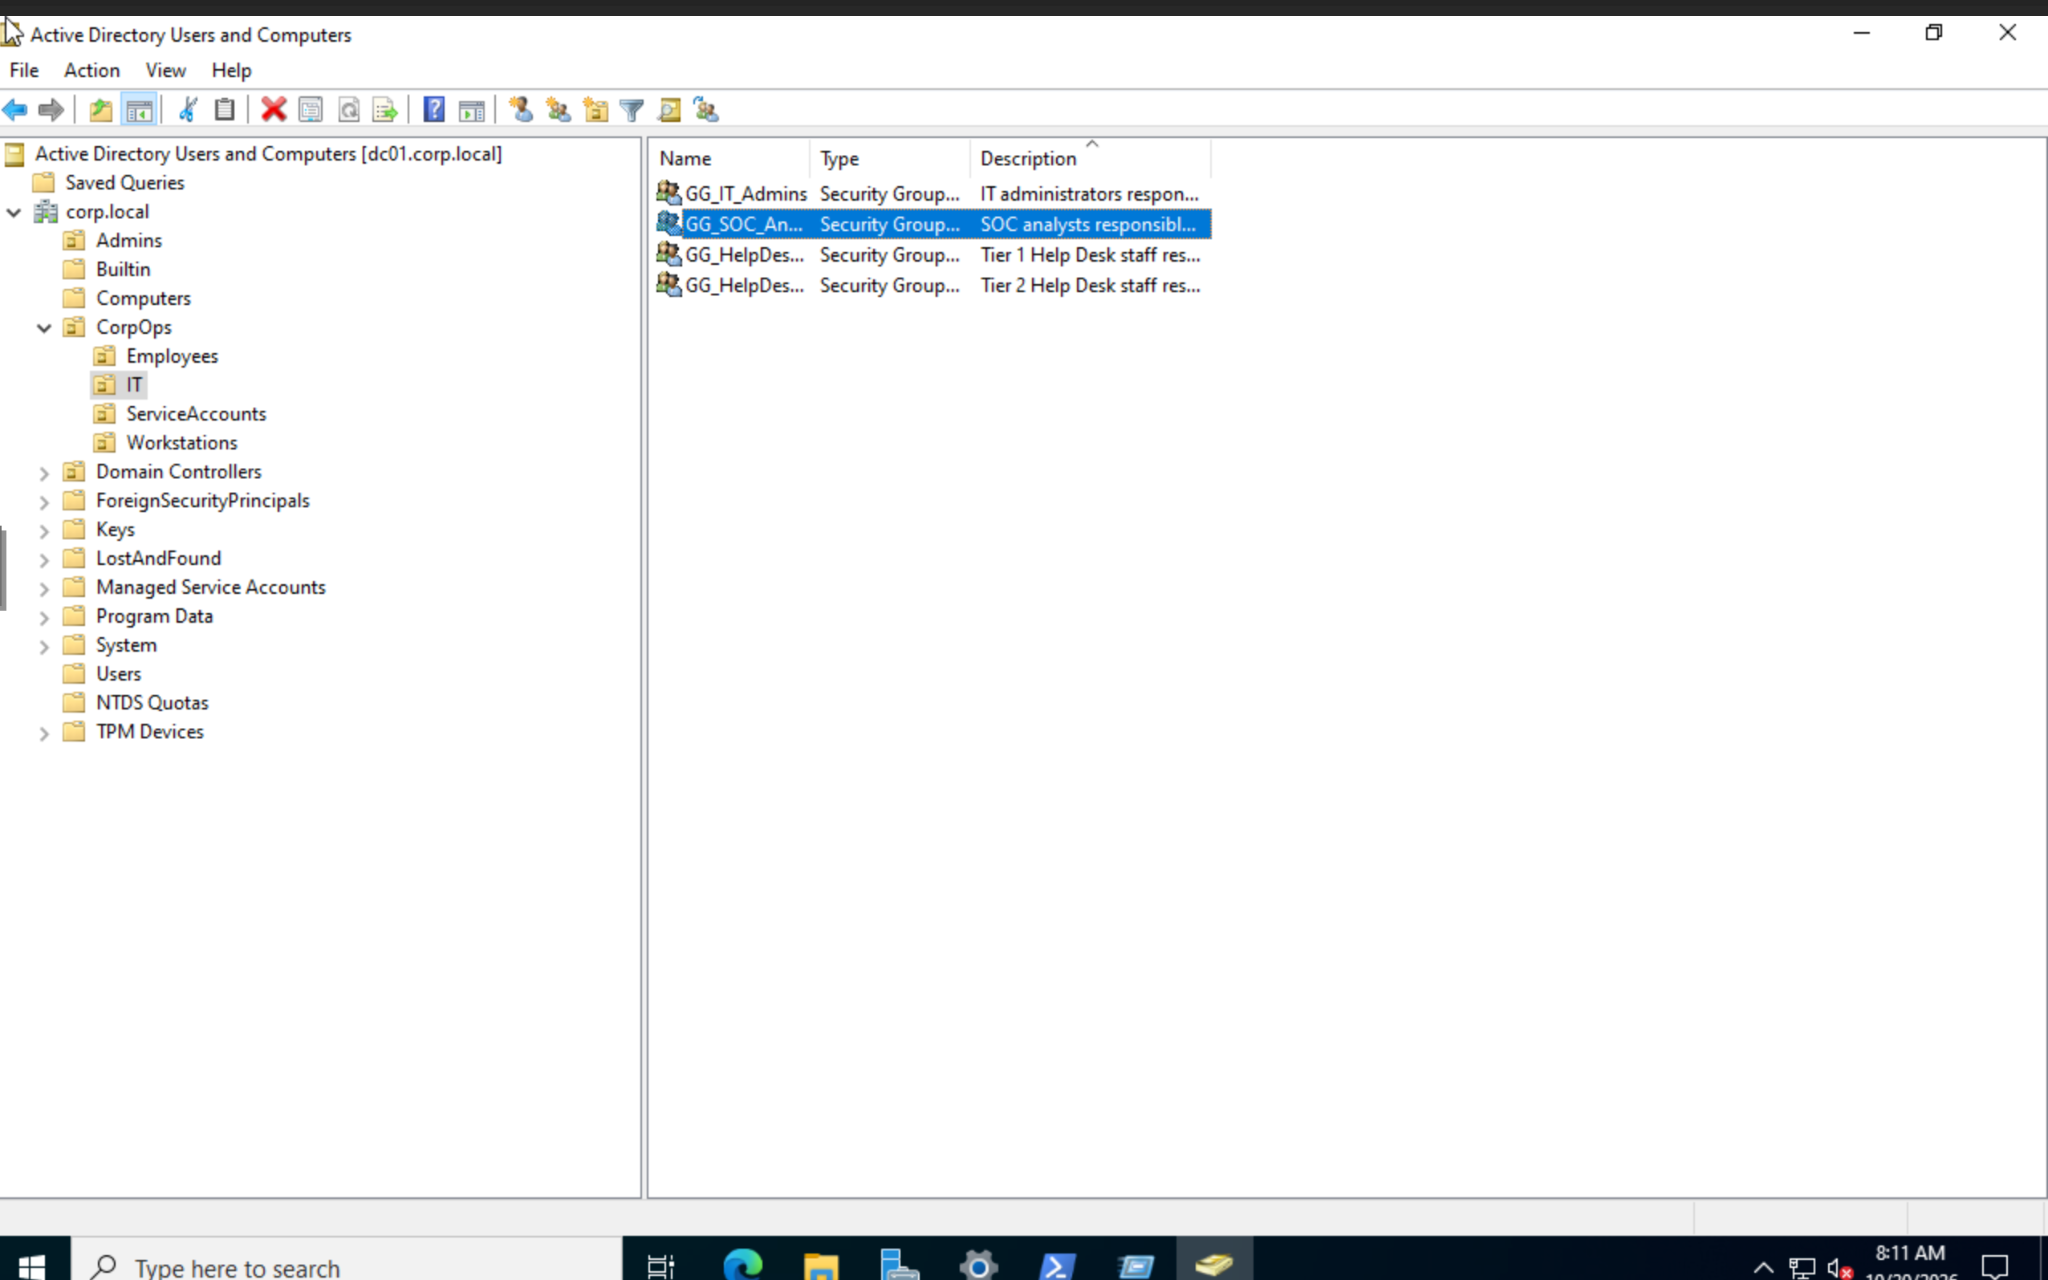 Active Directory Users and Computers
File Action View Help
Active Directory Users and Computers [dc01.corp.local]
Saved Queries
corp.local
Admins
Builtin
Computers
CorpOps
Employees
IT
ServiceAccounts
Workstations
Domain Controllers
ForeignSecurityPrincipals
Keys
LostAndFound
Managed Service Accounts
Program Data
System
Users
NTDS Quotas
TPM Devices
Name Type Description
GG_IT_Admins Security Group... IT administrators respon...
GG_SOC_An... Security Group... SOC analysts responsibl...
GG_HelpDes... Security Group... Tier 1 Help Desk staff res...
GG_HelpDes... Security Group... Tier 2 Help Desk staff res...
Type here to search
8:11 AM